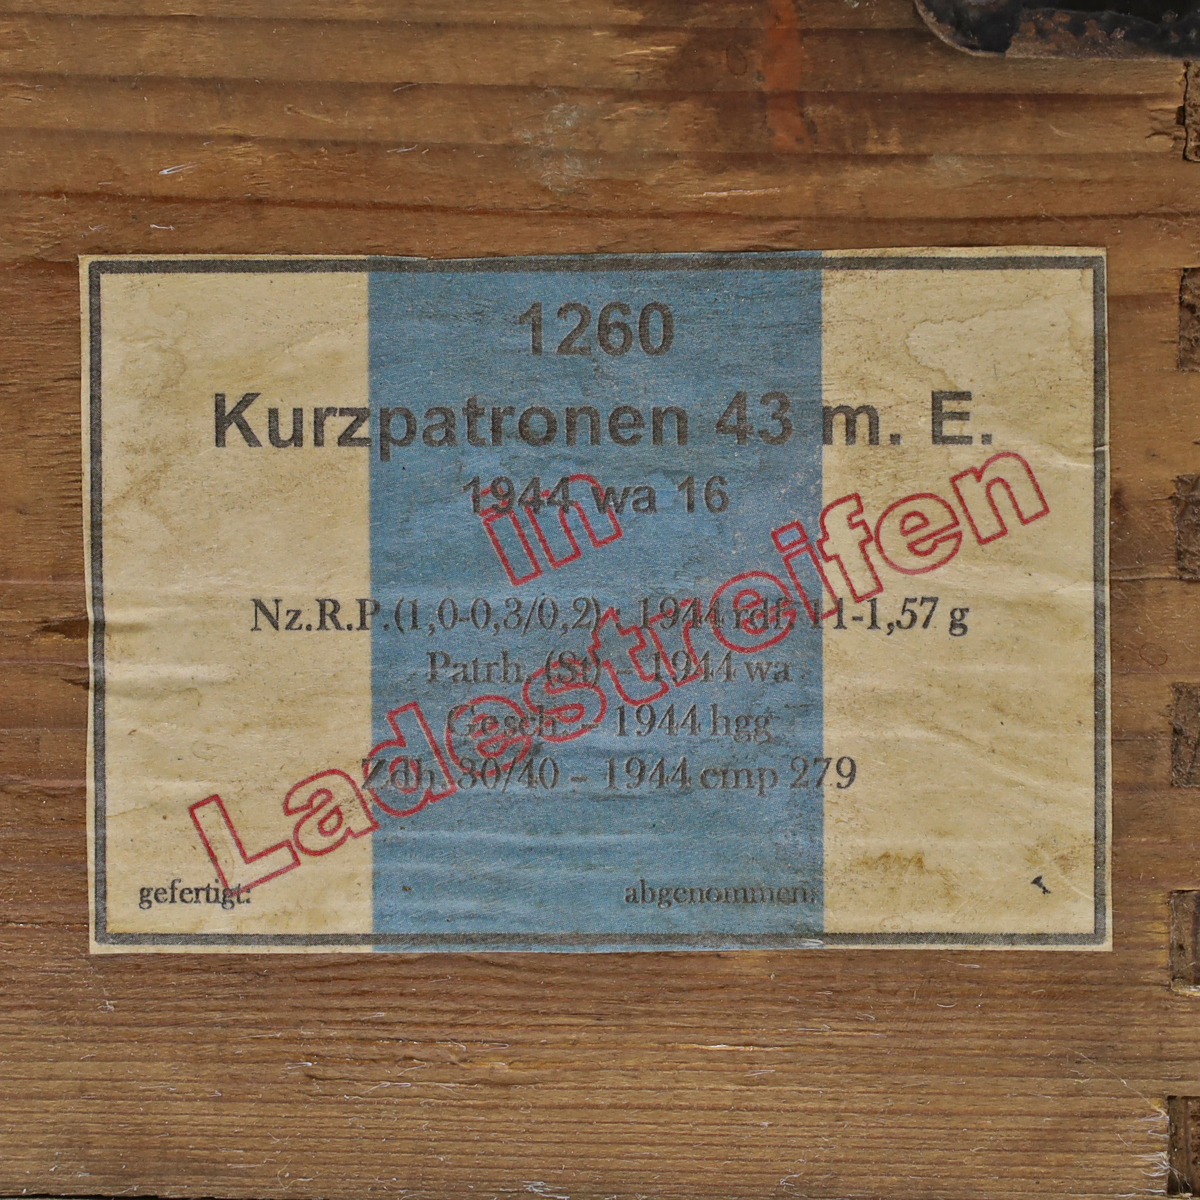 1260
Kurzpatronen 43 m. E.
1944 wa 16
in
Ladestreifen
Nz.R.P.(1,0-0,3/0,2) : 1944 rdf 11-1,57 g
Patrh. (St) – 1944 wa
Gesch. – 1944 hgg
Zdh. 30/40 – 1944 emp 279
gefertigt:
abgenommen: